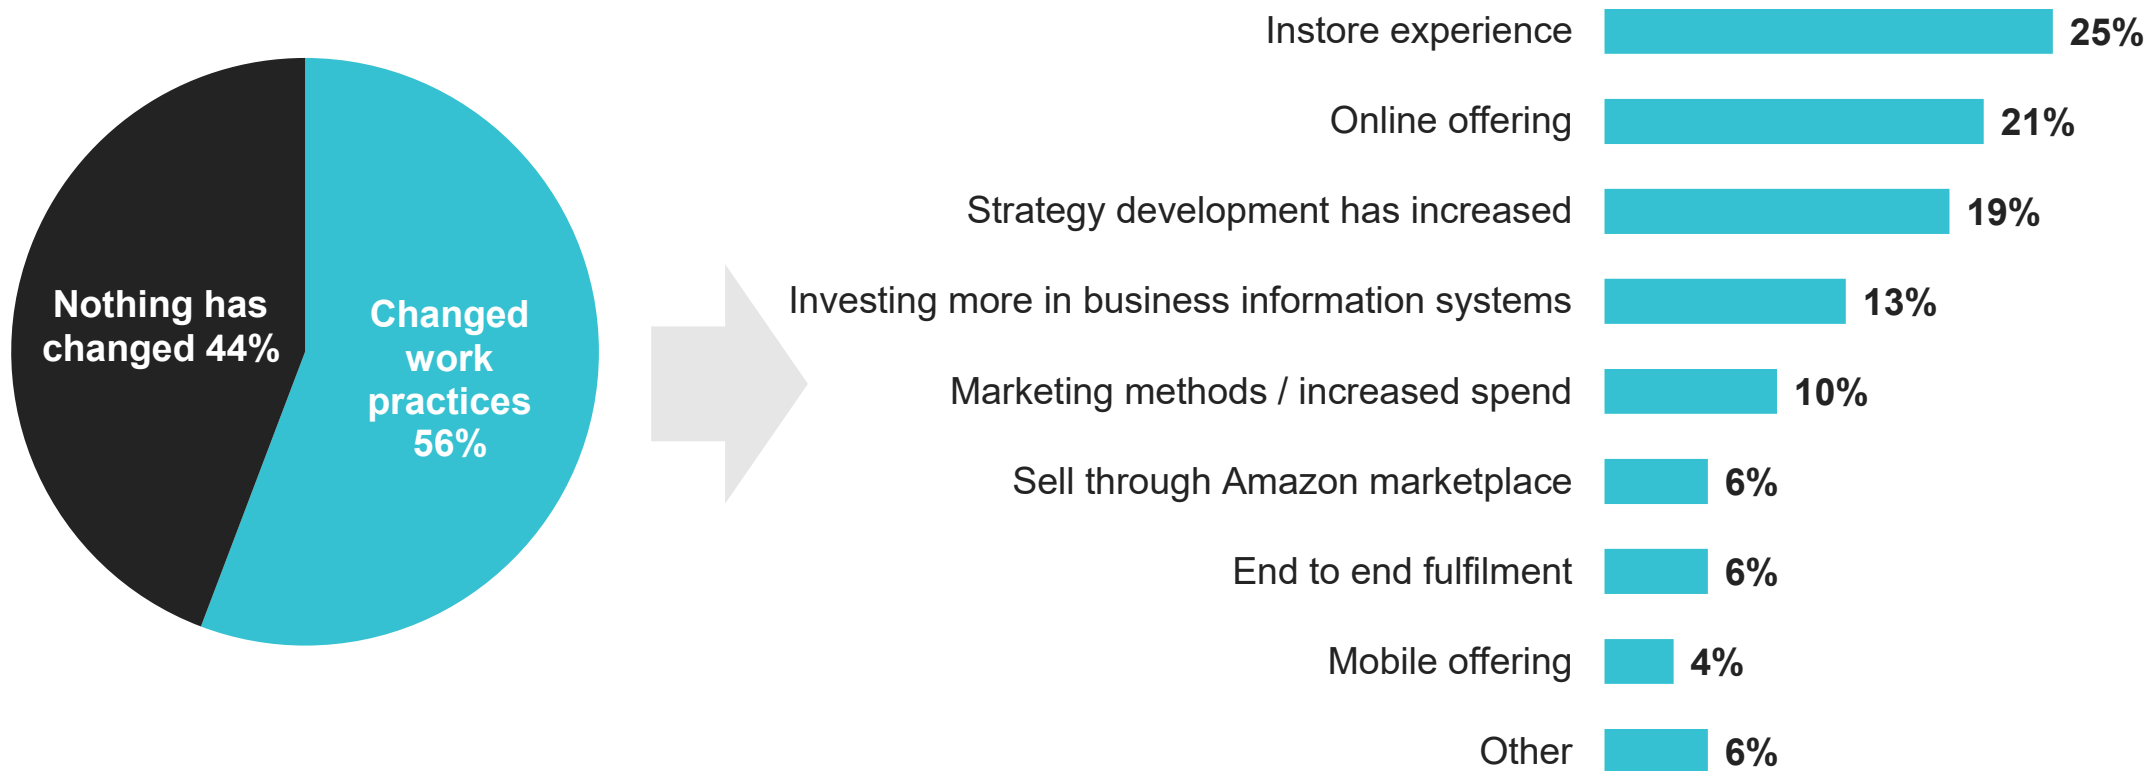 Nothing has
changed 44%
Changed
work
practices
56%
Instore experience 25%
Online offering 21%
Strategy development has increased 19%
Investing more in business information systems 13%
Marketing methods / increased spend 10%
Sell through Amazon marketplace 6%
End to end fulfilment 6%
Mobile offering 4%
Other 6%